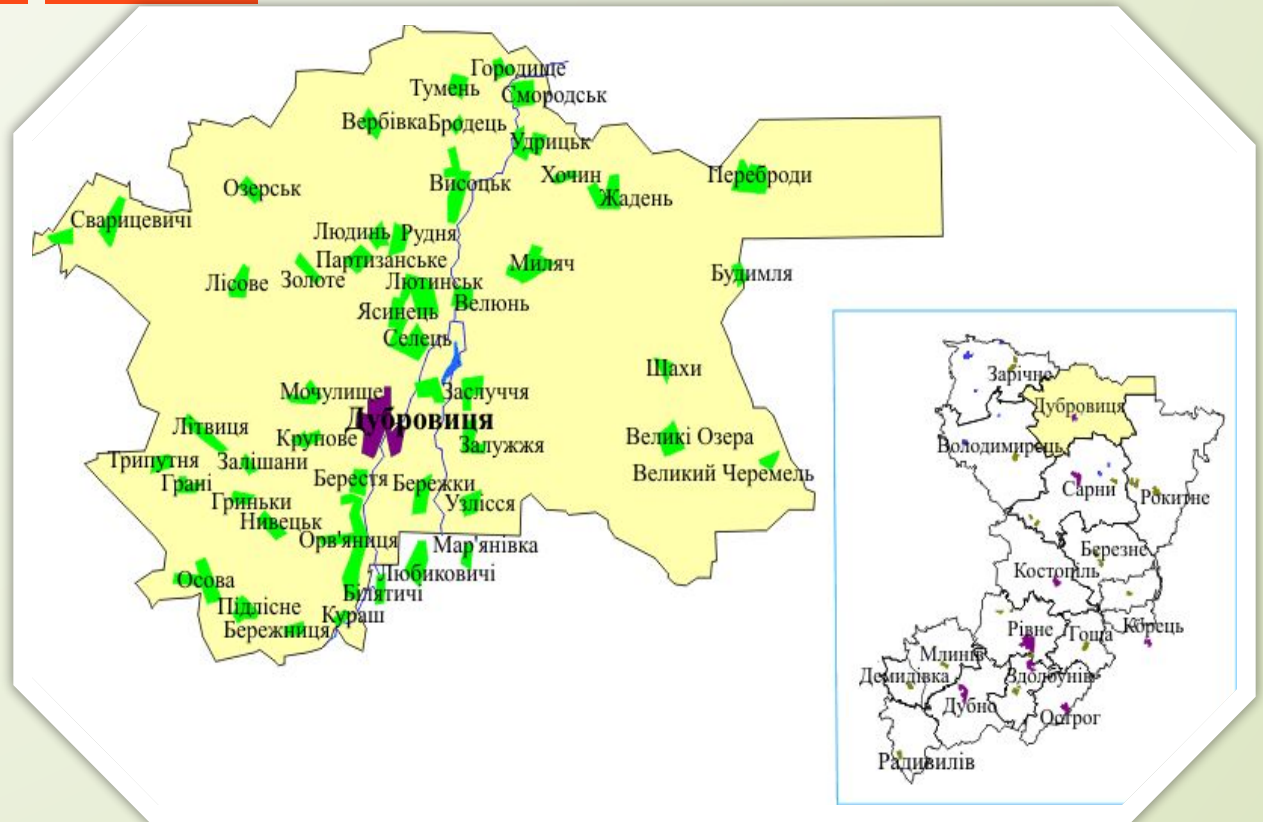 Городище
Тумень
Смородськ
Вербівка
Бродець
Удрицьк
Хочин
Переброди
Озерськ
Висоцьк
Жадень
Сварицевичі
Людинь
Рудня
Партизанське
Миляч
Лісове
Золоте
Лютинськ
Будимля
Ясинець
Велюнь
Селець
Шахи
Мочулище
Заслуччя
Дубровиця
Літвиця
Крупове
Залужжя
Великі Озера
Трипутня
Залішани
Великий Черемель
Грані
Берестя
Бережки
Гриньки
Узлісся
Нивецьк
Орв'яниця
Мар'янівка
Осова
Любиковичі
Білятичі
Підлісне
Кураш
Бережниця
Зарічне
Дубровиця
Володимирець
Сарни
Рокитне
Березне
Костопіль
Рівне
Гоща
Корець
Млинів
Демидівка
Здолбунів
Дубно
Острог
Радивилів